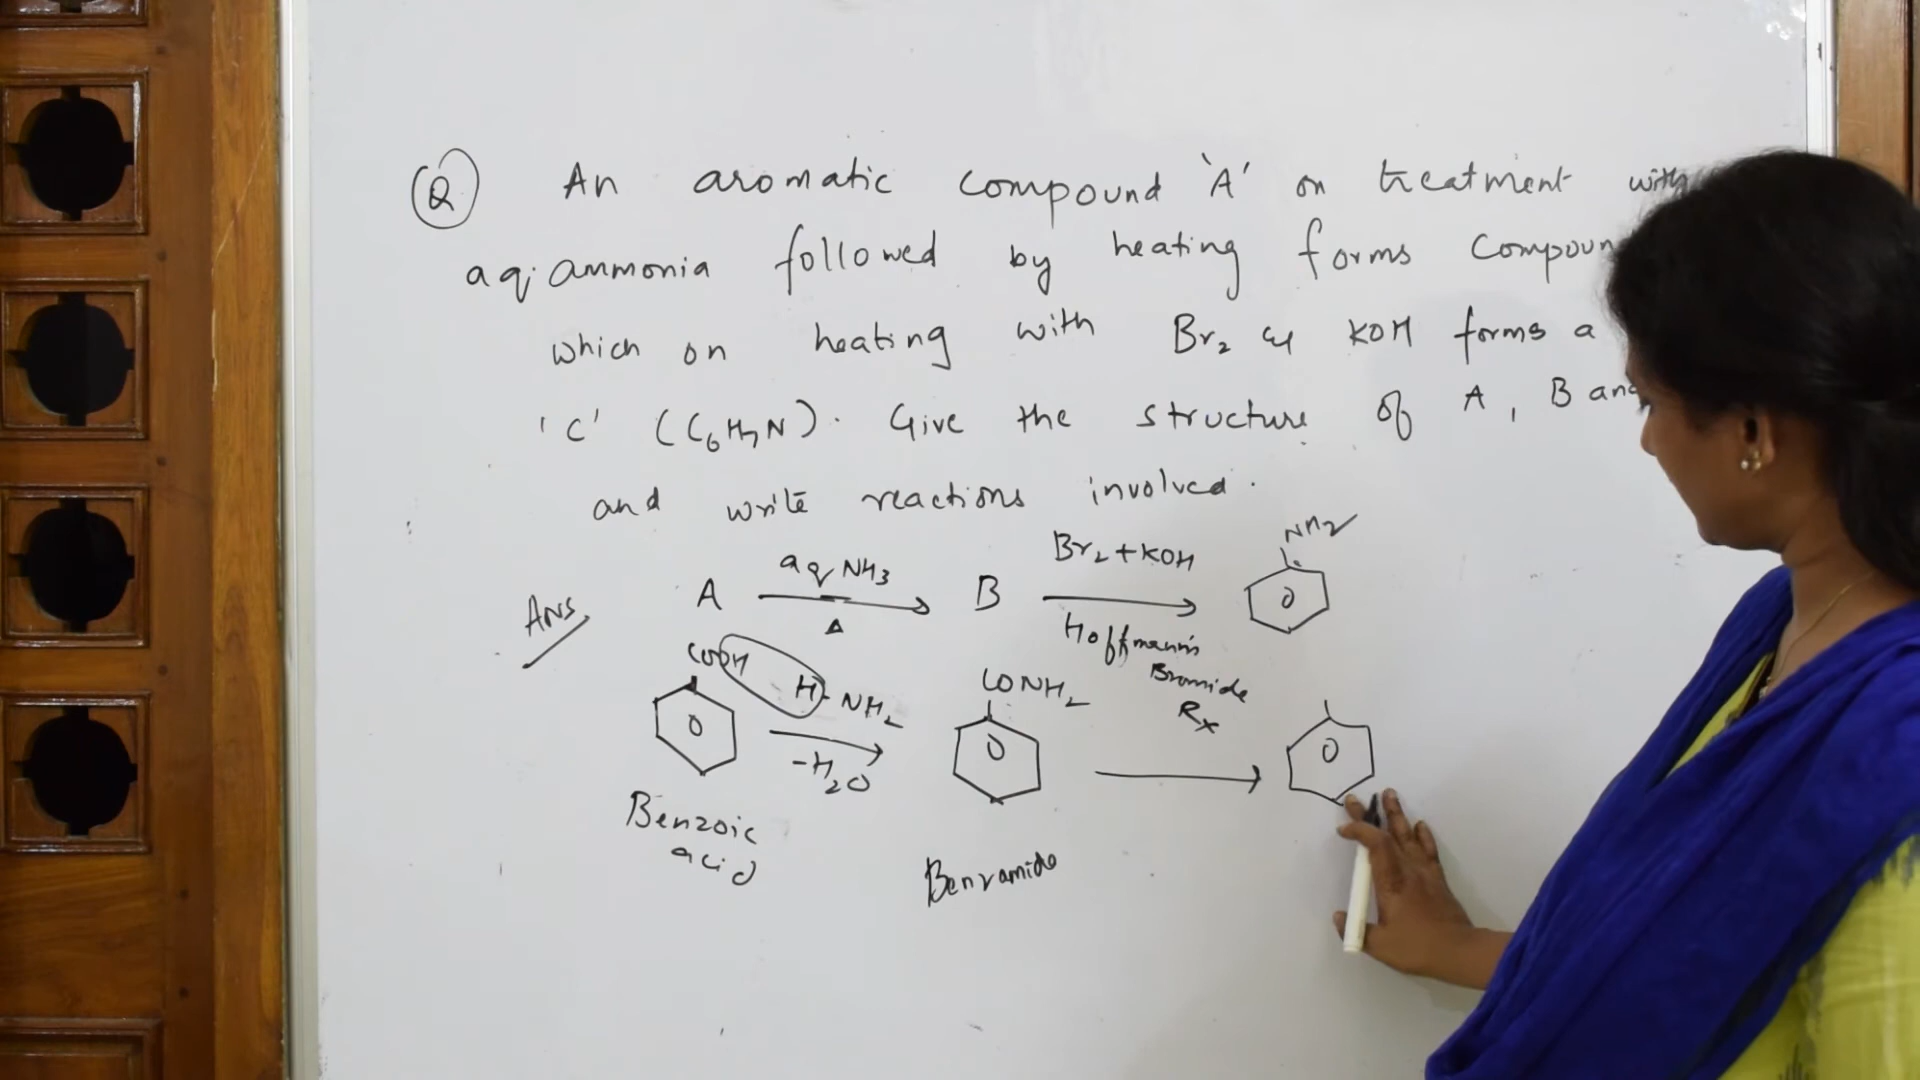 Q An aromatic compound 'A' on treatment with
aq. ammonia followed by heating forms
which on heating with Br2 & KOH forms a
'C' (C6H7N). Give the structure of A, B
and write reactions involved.
Ans A aq NH3 Δ B Br2 + KOH NH2
Hoffmann's
Bromide
Rx
COOH H - NH2 CONH2
-H2O
Benzoic
acid
Benzamide